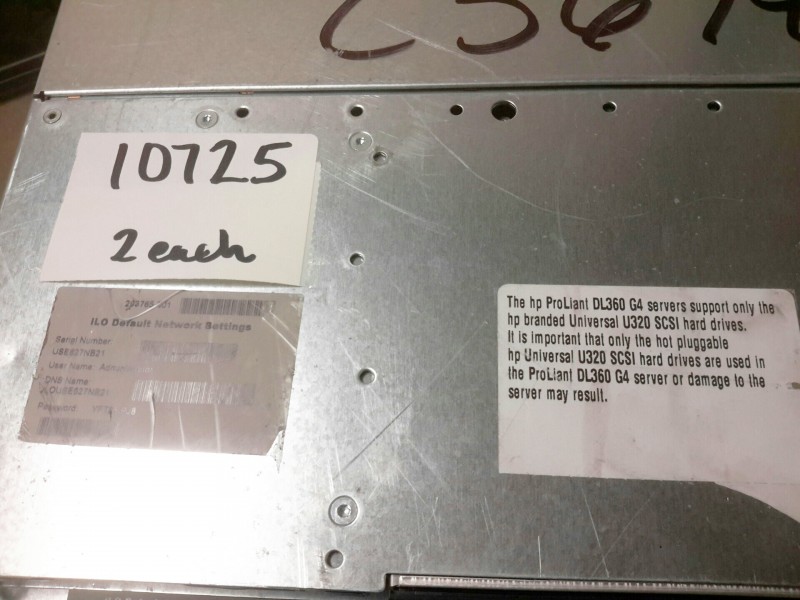 10725
2 each
ILO Default Network Settings
Serial Number
User Name:
DNS Name
Password
The hp ProLiant DL360 G4 servers support only the
hp branded Universal U320 SCSI hard drives.
It is important that only the hot pluggable
hp Universal U320 SCSI hard drives are used in
the ProLiant DL360 G4 server or damage to the
server may result.